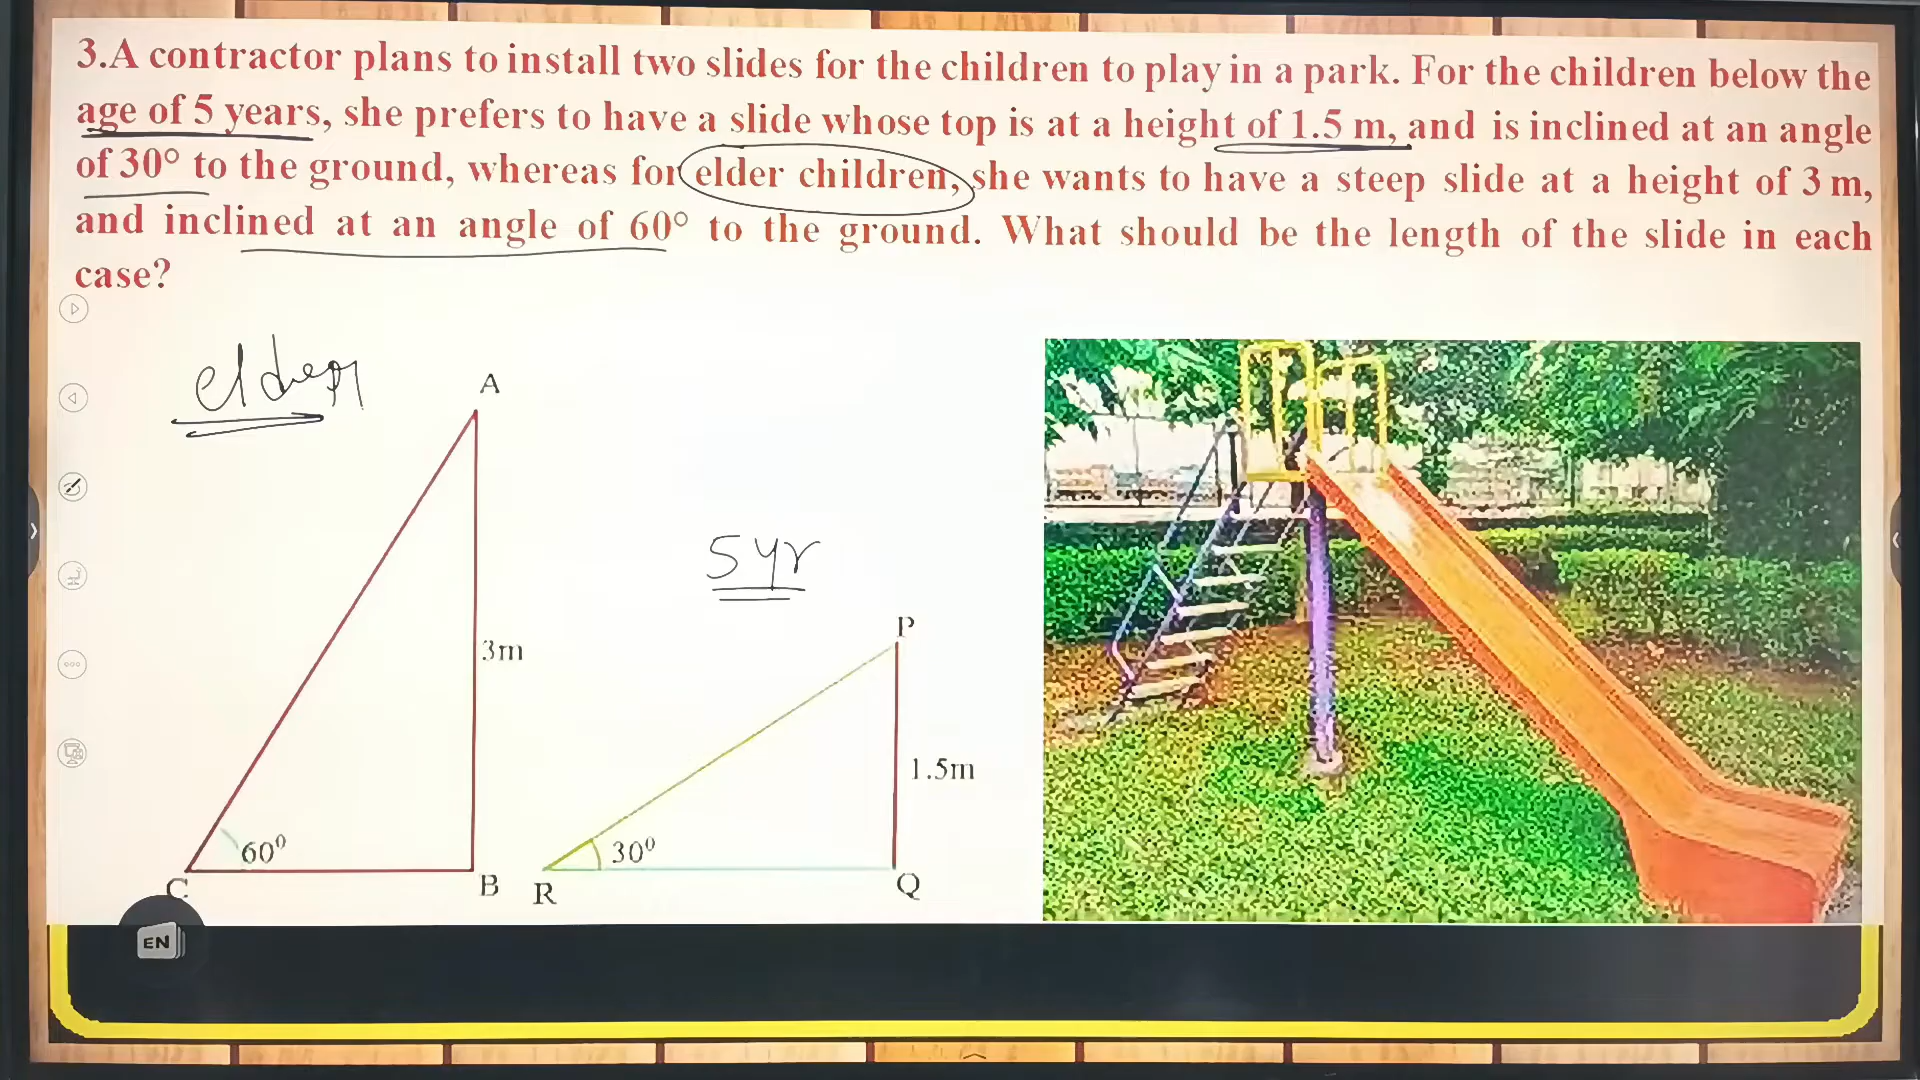 3.A contractor plans to install two slides for the children to play in a park. For the children below the
age of 5 years, she prefers to have a slide whose top is at a height of 1.5 m, and is inclined at an angle
of 30° to the ground, whereas for elder children, she wants to have a steep slide at a height of 3 m,
and inclined at an angle of 60° to the ground. What should be the length of the slide in each
case?
elder
A
5 yr
P
3m
1.5m
60⁰
30⁰
C
B
R
Q
EN